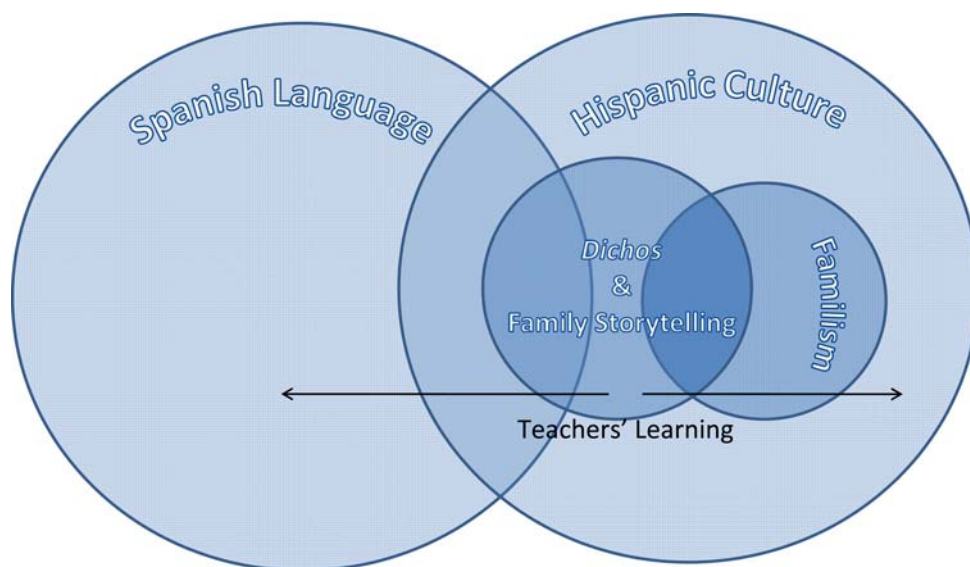 Spanish Language
Hispanic Culture
Dichos
&
Family Storytelling
Familism
Teachers’ Learning